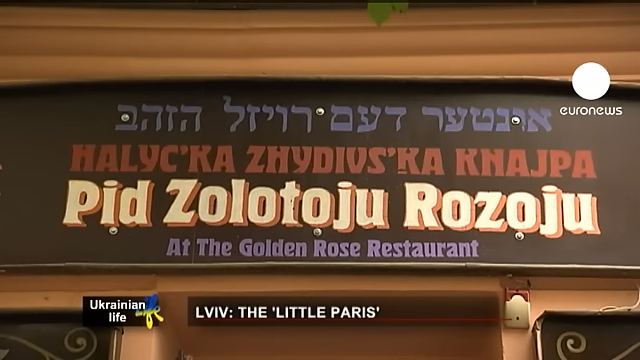 אונטער דעם רויזל הזהב
HALYC'KA ZHYDIVS'KA KNAJPA
Pid Zolotoju Rozoju
At The Golden Rose Restaurant
euronews
Ukrainian life
LVIV: THE 'LITTLE PARIS'